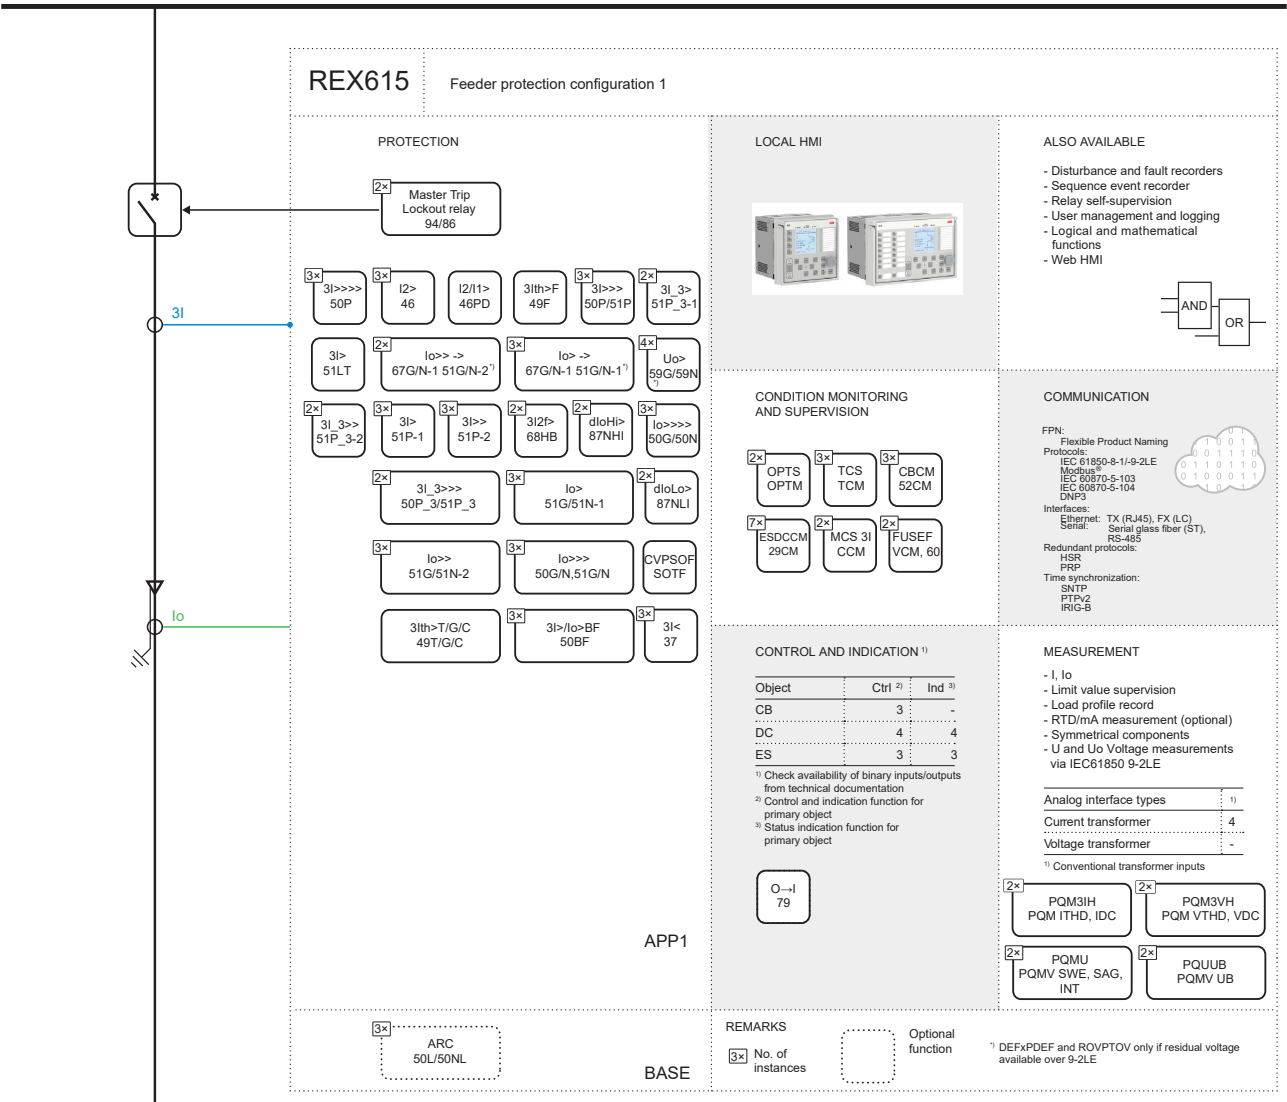 REX615
Feeder protection configuration 1
PROTECTION
2×
Master Trip
Lockout relay
94/86
3×
3I>>>>
50P
3×
I2>
46
I2/I1>
46PD
3Ith>F
49F
3×
3I>>>
50P/51P
2×
3I_3>
51P_3-1
3I
3I>
51LT
2×
Io>> ->
67G/N-1 51G/N-2*)
3×
Io> ->
67G/N-1 51G/N-1*)
4×
Uo>
59G/59N
*)
2×
3I_3>>
51P_3-2
3×
3I>
51P-1
3×
3I>>
51P-2
2×
3I2f>
68HB
2×
dIoHi>
87NHI
3×
Io>>>>
50G/50N
2×
3I_3>>>
50P_3/51P_3
3×
Io>
51G/51N-1
2×
dIoLo>
87NLI
3×
Io>>
51G/51N-2
3×
Io>>>
50G/N,51G/N
CVPSOF
SOTF
Io
3Ith>T/G/C
49T/G/C
3×
3I>/Io>BF
50BF
3×
3I<
37
APP1
3×
ARC
50L/50NL
BASE
LOCAL HMI
CONDITION MONITORING
AND SUPERVISION
2×
OPTS
OPTM
3×
TCS
TCM
3×
CBCM
52CM
7×
ESDCCM
29CM
2×
MCS 3I
CCM
2×
FUSEF
VCM, 60
CONTROL AND INDICATION 1)
Object Ctrl 2) Ind 3)
CB 3 -
DC 4 4
ES 3 3
1) Check availability of binary inputs/outputs
from technical documentation
2) Control and indication function for
primary object
3) Status indication function for
primary object
O→I
79
REMARKS
3×
No. of
instances
Optional
function
*) DEFxPDEF and ROVPTOV only if residual voltage
available over 9-2LE
ALSO AVAILABLE
- Disturbance and fault recorders
- Sequence event recorder
- Relay self-supervision
- User management and logging
- Logical and mathematical
functions
- Web HMI
AND
OR
COMMUNICATION
FPN:
Flexible Product Naming
Protocols:
IEC 61850-8-1/-9-2LE
Modbus®
IEC 60870-5-103
IEC 60870-5-104
DNP3
Interfaces:
Ethernet: TX (RJ45), FX (LC)
Serial: Serial glass fiber (ST),
RS-485
Redundant protocols:
HSR
PRP
Time synchronization:
SNTP
PTPv2
IRIG-B
MEASUREMENT
- I, Io
- Limit value supervision
- Load profile record
- RTD/mA measurement (optional)
- Symmetrical components
- U and Uo Voltage measurements
via IEC61850 9-2LE
Analog interface types 1)
Current transformer 4
Voltage transformer -
1) Conventional transformer inputs
2×
PQM3IH
PQM ITHD, IDC
2×
PQM3VH
PQM VTHD, VDC
2×
PQMU
PQMV SWE, SAG,
INT
2×
PQUUB
PQMV UB